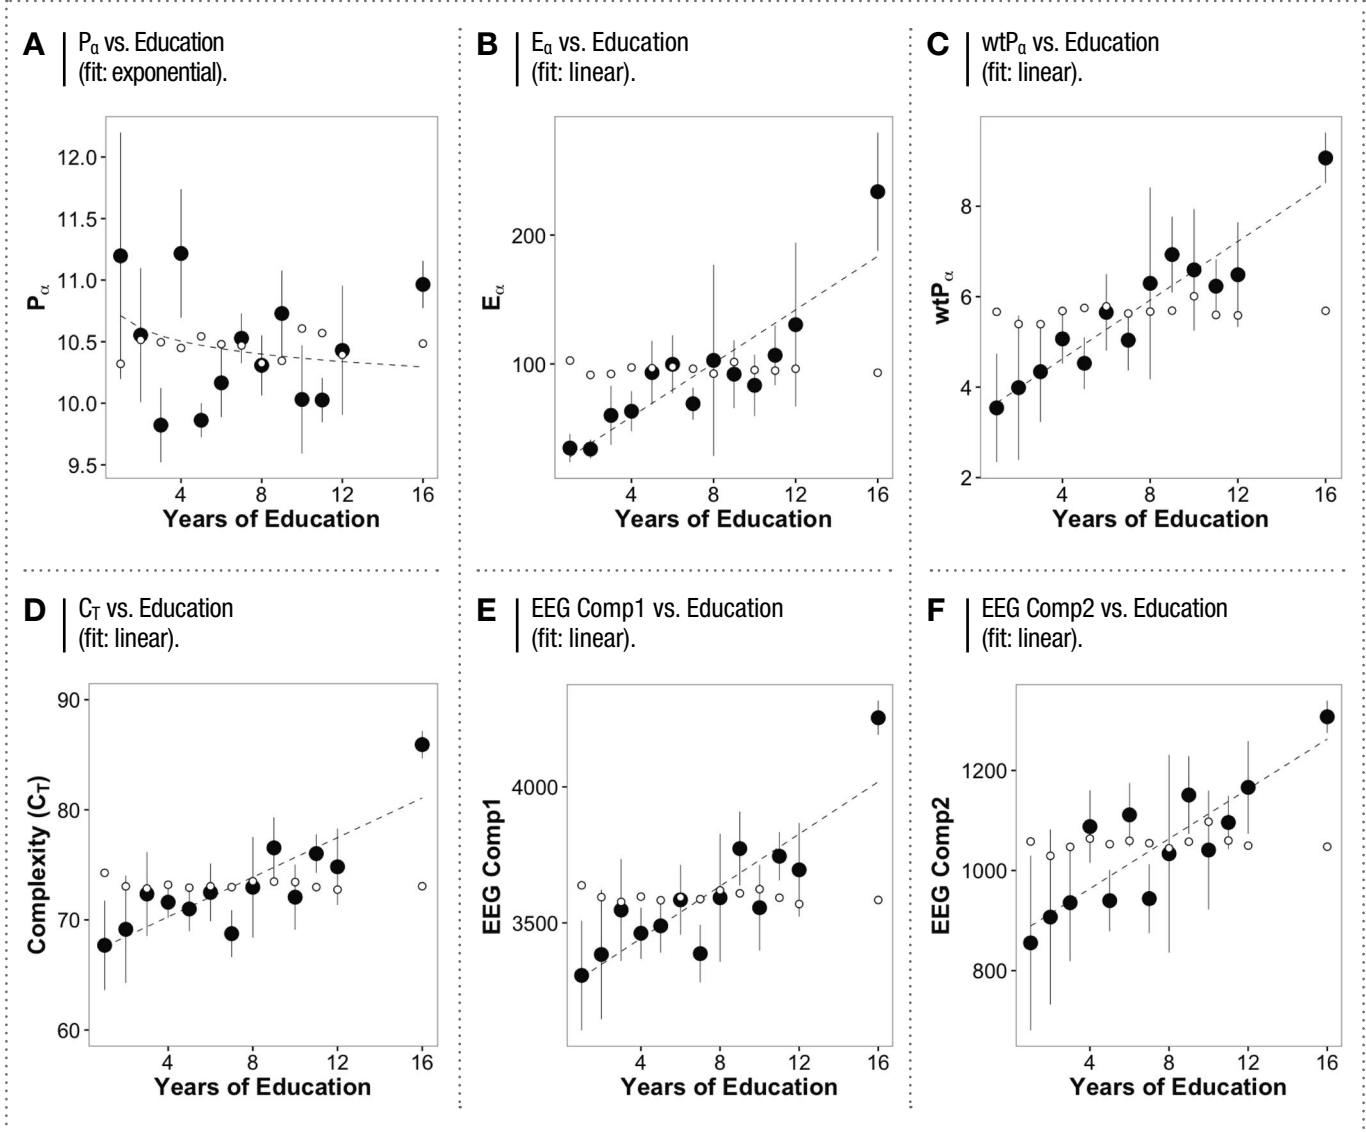 A
Pα vs. Education
(fit: exponential).
12.0
11.5
11.0
10.5
10.0
9.5
Pα
4 8 12 16
Years of Education
B
Eα vs. Education
(fit: linear).
200
100
Eα
4 8 12 16
Years of Education
C
wtPα vs. Education
(fit: linear).
8
6
4
2
wtPα
4 8 12 16
Years of Education
D
CT vs. Education
(fit: linear).
90
80
70
60
Complexity (CT)
4 8 12 16
Years of Education
E
EEG Comp1 vs. Education
(fit: linear).
4000
3500
EEG Comp1
4 8 12 16
Years of Education
F
EEG Comp2 vs. Education
(fit: linear).
1200
1000
800
EEG Comp2
4 8 12 16
Years of Education